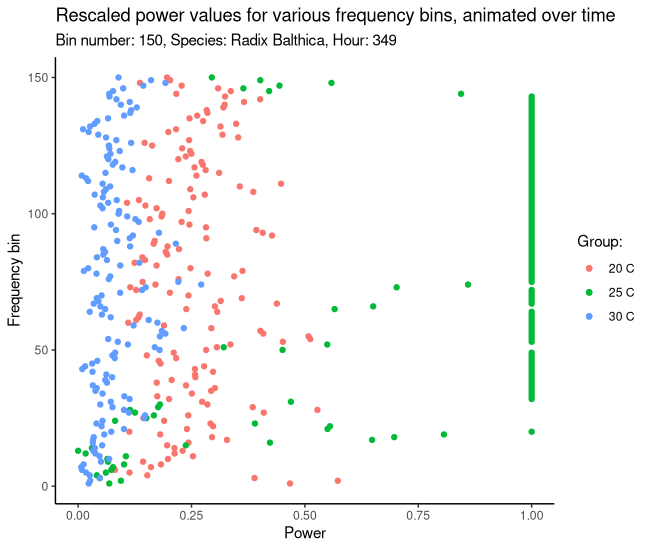 Rescaled power values for various frequency bins, animated over time
Bin number: 150, Species: Radix Balthica, Hour: 349
150
100
50
0
Frequency bin
0.00 0.25 0.50 0.75 1.00
Power
Group:
20 C
25 C
30 C